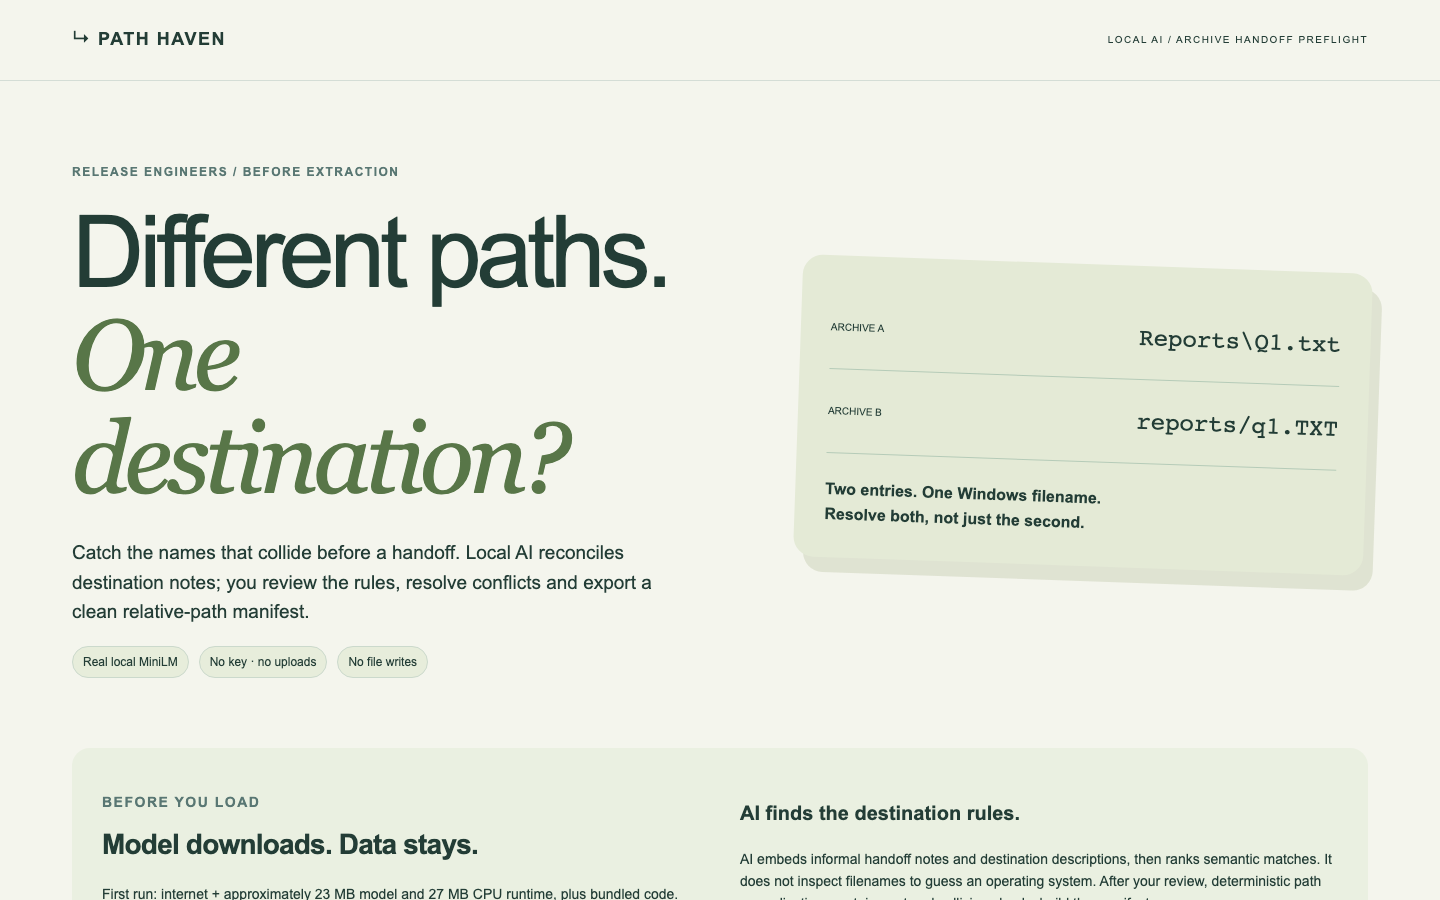 ↳ PATH HAVEN
LOCAL AI / ARCHIVE HANDOFF PREFLIGHT
RELEASE ENGINEERS / BEFORE EXTRACTION
Different paths.
One
destination?
Catch the names that collide before a handoff. Local AI reconciles
destination notes; you review the rules, resolve conflicts and export a
clean relative-path manifest.
Real local MiniLM
No key · no uploads
No file writes
ARCHIVE A
Reports\Q1.txt
ARCHIVE B
reports/q1.TXT
Two entries. One Windows filename.
Resolve both, not just the second.
BEFORE YOU LOAD
Model downloads. Data stays.
First run: internet + approximately 23 MB model and 27 MB CPU runtime, plus bundled code.
AI finds the destination rules.
AI embeds informal handoff notes and destination descriptions, then ranks semantic matches. It
does not inspect filenames to guess an operating system. After your review, deterministic path